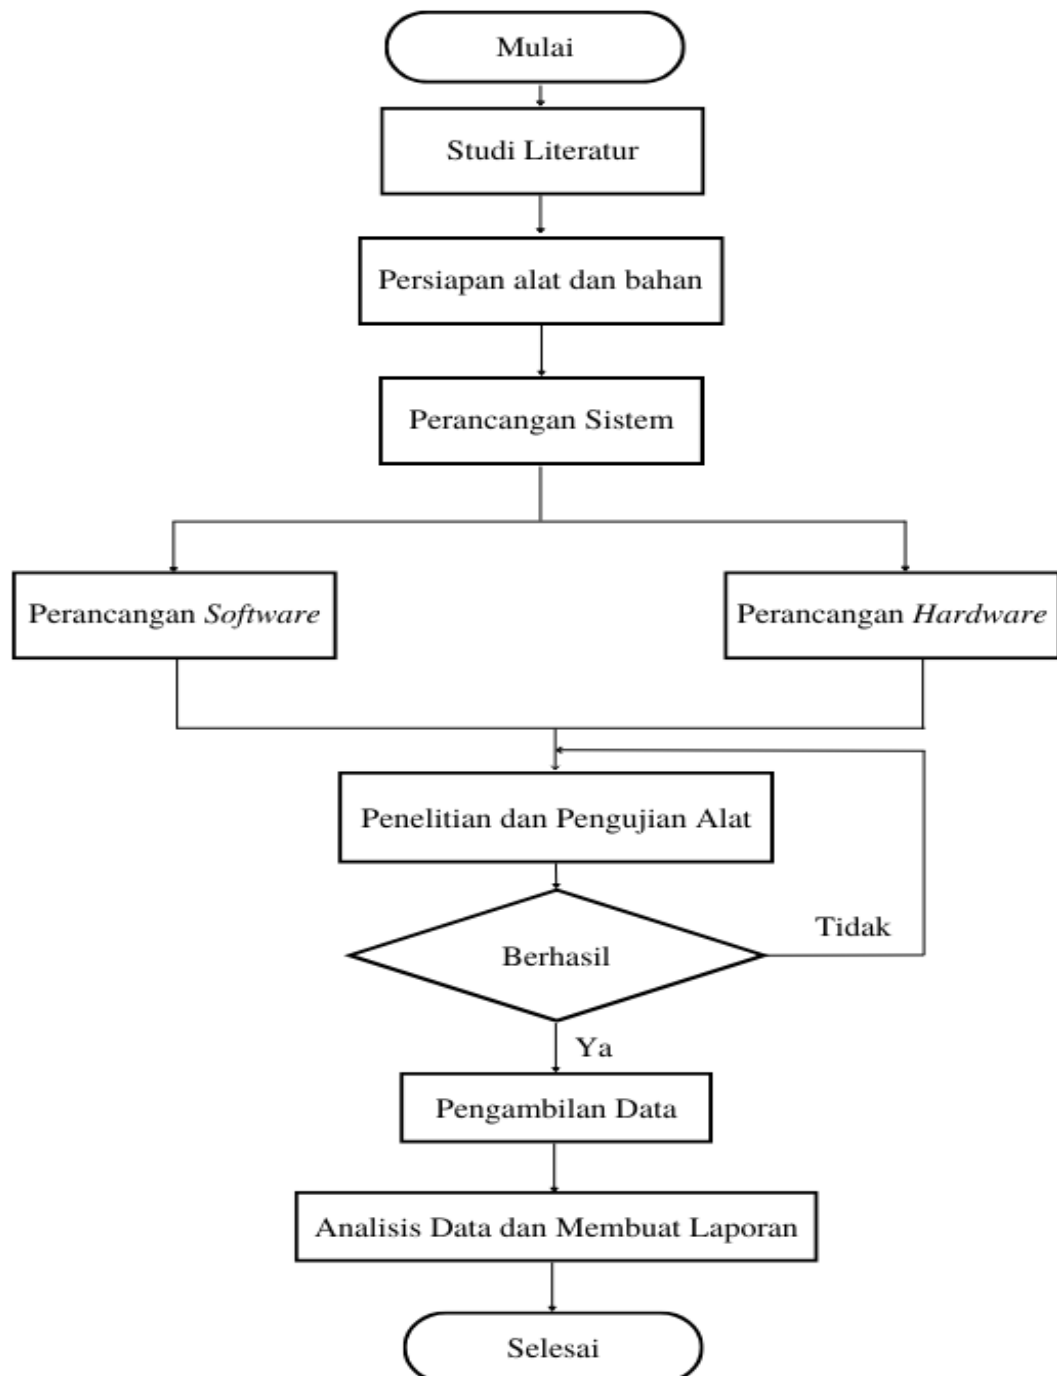 Mulai
Studi Literatur
Persiapan alat dan bahan
Perancangan Sistem
Perancangan Software
Perancangan Hardware
Penelitian dan Pengujian Alat
Berhasil
Tidak
Ya
Pengambilan Data
Analisis Data dan Membuat Laporan
Selesai